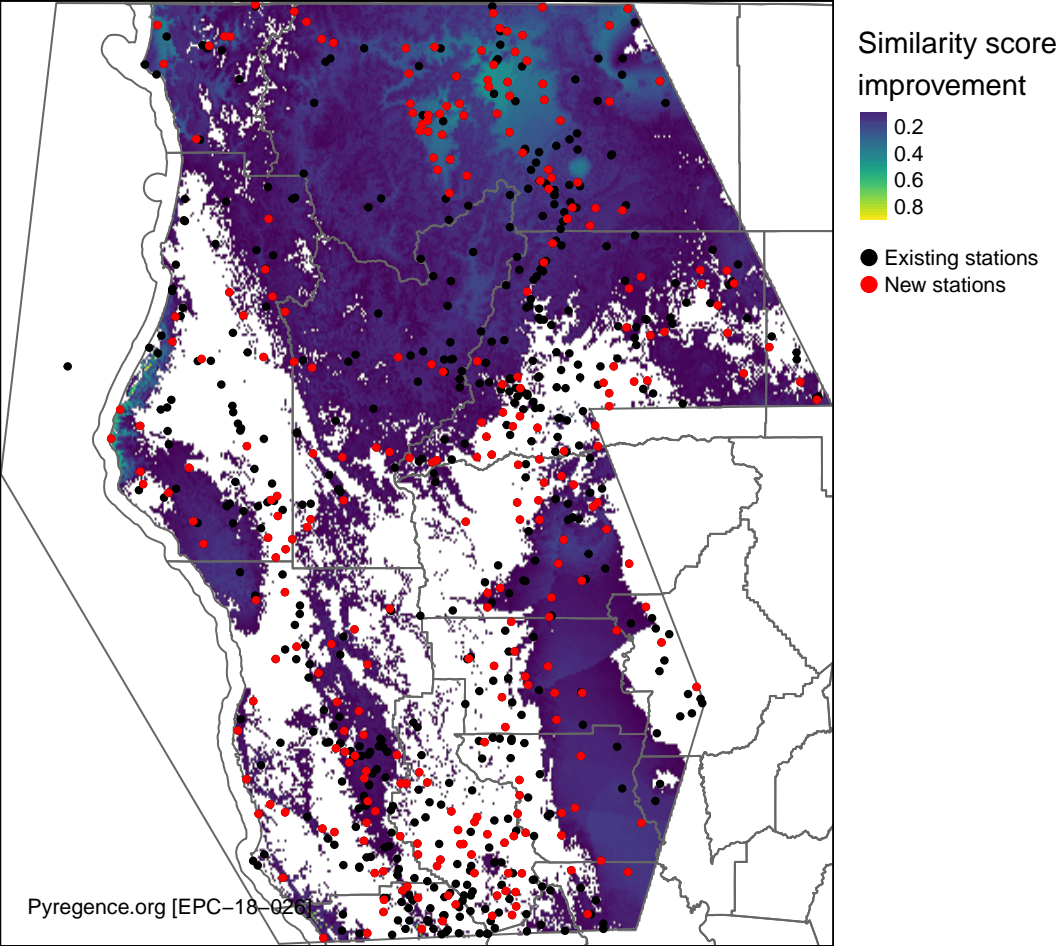 Similarity score
improvement
0.2
0.4
0.6
0.8
Existing stations
New stations
Pyregence.org [EPC−18−026]